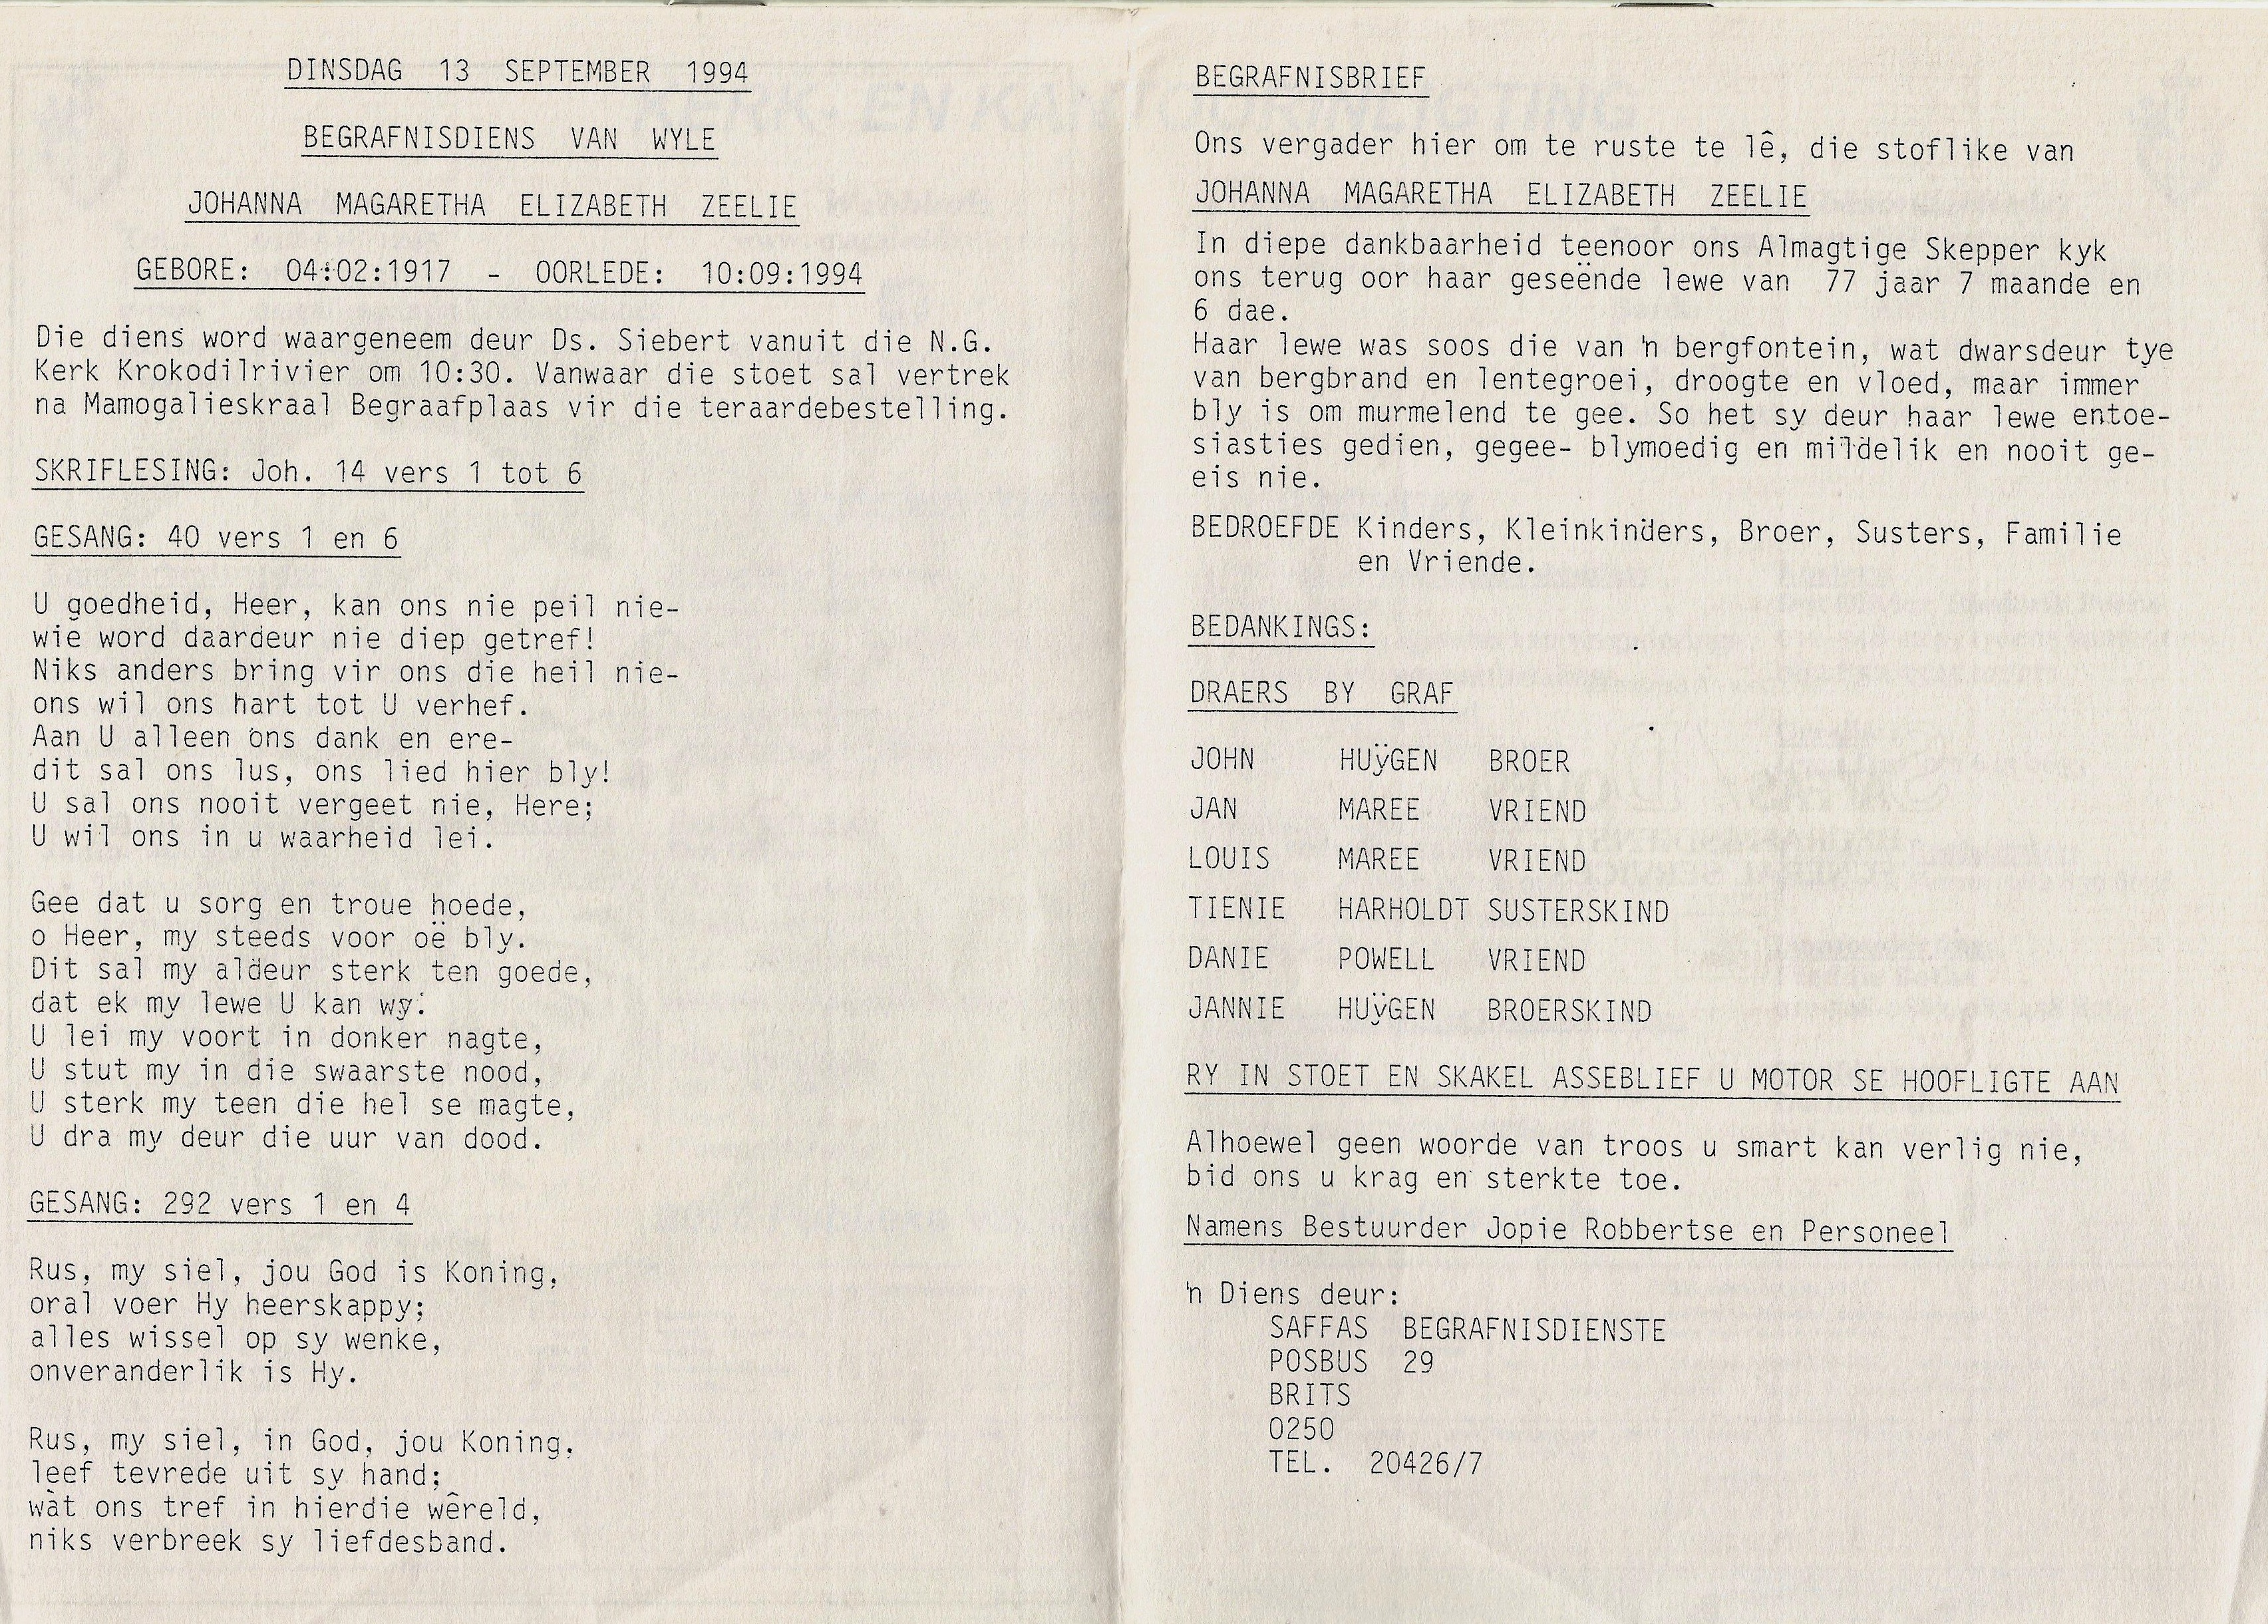 DINSDAG 13 SEPTEMBER 1994
BEGRAFNISDIENS VAN WYLE
JOHANNA MAGARETHA ELIZABETH ZEELIE
GEBORE: 04:02:1917 - OORLEDE: 10:09:1994
Die diens word waargeneem deur Ds. Siebert vanuit die N.G.
Kerk Krokodilrivier om 10:30. Vanwaar die stoet sal vertrek
na Mamogalieskraal Begraafplaas vir die teraardebestelling.
SKRIFLESING: Joh. 14 vers 1 tot 6
GESANG: 40 vers 1 en 6
U goedheid, Heer, kan ons nie peil nie-
wie word daardeur nie diep getref!
Niks anders bring vir ons die heil nie-
ons wil ons hart tot U verhef.
Aan U alleen ons dank en ere-
dit sal ons lus, ons lied hier bly!
U sal ons nooit vergeet nie, Here;
U wil ons in u waarheid lei.
Gee dat u sorg en troue hoede,
o Heer, my steeds voor oë bly.
Dit sal my aldeur sterk ten goede,
dat ek my lewe U kan wy.
U lei my voort in donker nagte,
U stut my in die swaarste nood,
U sterk my teen die hel se magte,
U dra my deur die uur van dood.
GESANG: 292 vers 1 en 4
Rus, my siel, jou God is Koning,
oral voer Hy heerskappy;
alles wissel op sy wenke,
onveranderlik is Hy.
Rus, my siel, in God, jou Koning,
leef tevrede uit sy hand;
wàt ons tref in hierdie wêreld,
niks verbreek sy liefdesband.
BEGRAFNISBRIEF
Ons vergader hier om te ruste te lê, die stoflike van
JOHANNA MAGARETHA ELIZABETH ZEELIE
In diepe dankbaarheid teenoor ons Almagtige Skepper kyk
ons terug oor haar geseënde lewe van 77 jaar 7 maande en
6 dae.
Haar lewe was soos die van 'n bergfontein, wat dwarsdeur tye
van bergbrand en lentegroei, droogte en vloed, maar immer
bly is om murmelend te gee. So het sy deur haar lewe entoe-
siasties gedien, gegee- blymoedig en mildelik en nooit ge-
eis nie.
BEDROEFDE Kinders, Kleinkinders, Broer, Susters, Familie
en Vriende.
BEDANKINGS:
DRAERS BY GRAF
JOHN HUÿGEN BROER
JAN MAREE VRIEND
LOUIS MAREE VRIEND
TIENIE HARHOLDT SUSTERSKIND
DANIE POWELL VRIEND
JANNIE HUÿGEN BROERSKIND
RY IN STOET EN SKAKEL ASSEBLIEF U MOTOR SE HOOFLIGTE AAN
Alhoewel geen woorde van troos u smart kan verlig nie,
bid ons u krag en sterkte toe.
Namens Bestuurder Jopie Robbertse en Personeel
'n Diens deur:
SAFFAS BEGRAFNISDIENSTE
POSBUS 29
BRITS
0250
TEL. 20426/7